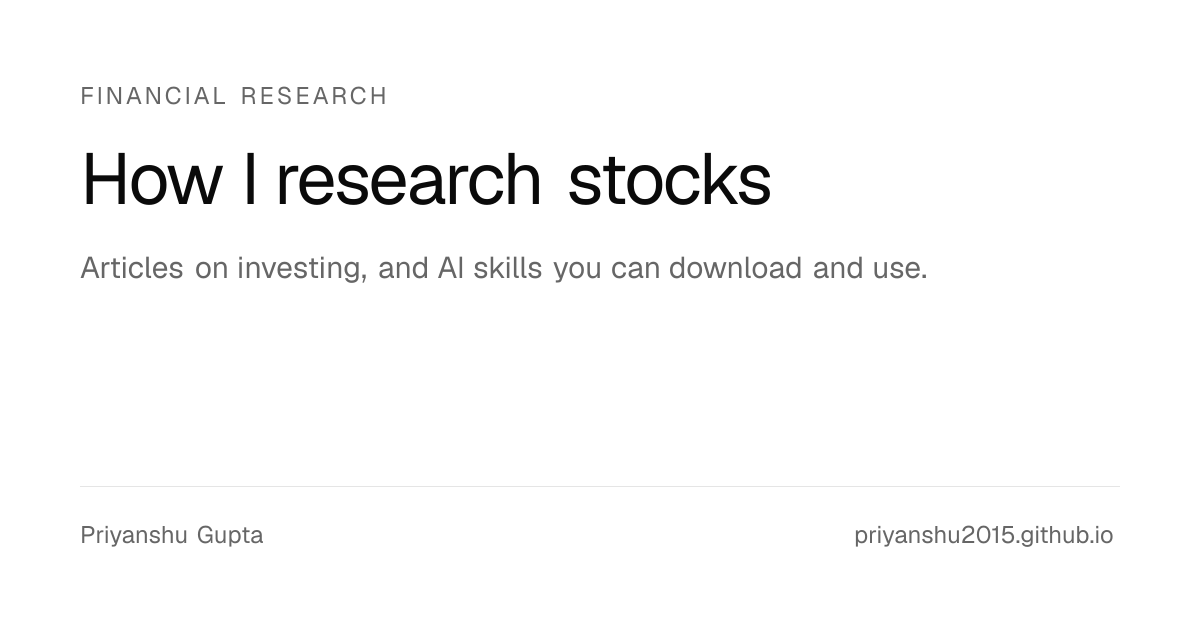 FINANCIAL RESEARCH
How I research stocks
Articles on investing, and AI skills you can download and use.
Priyanshu Gupta
priyanshu2015.github.io